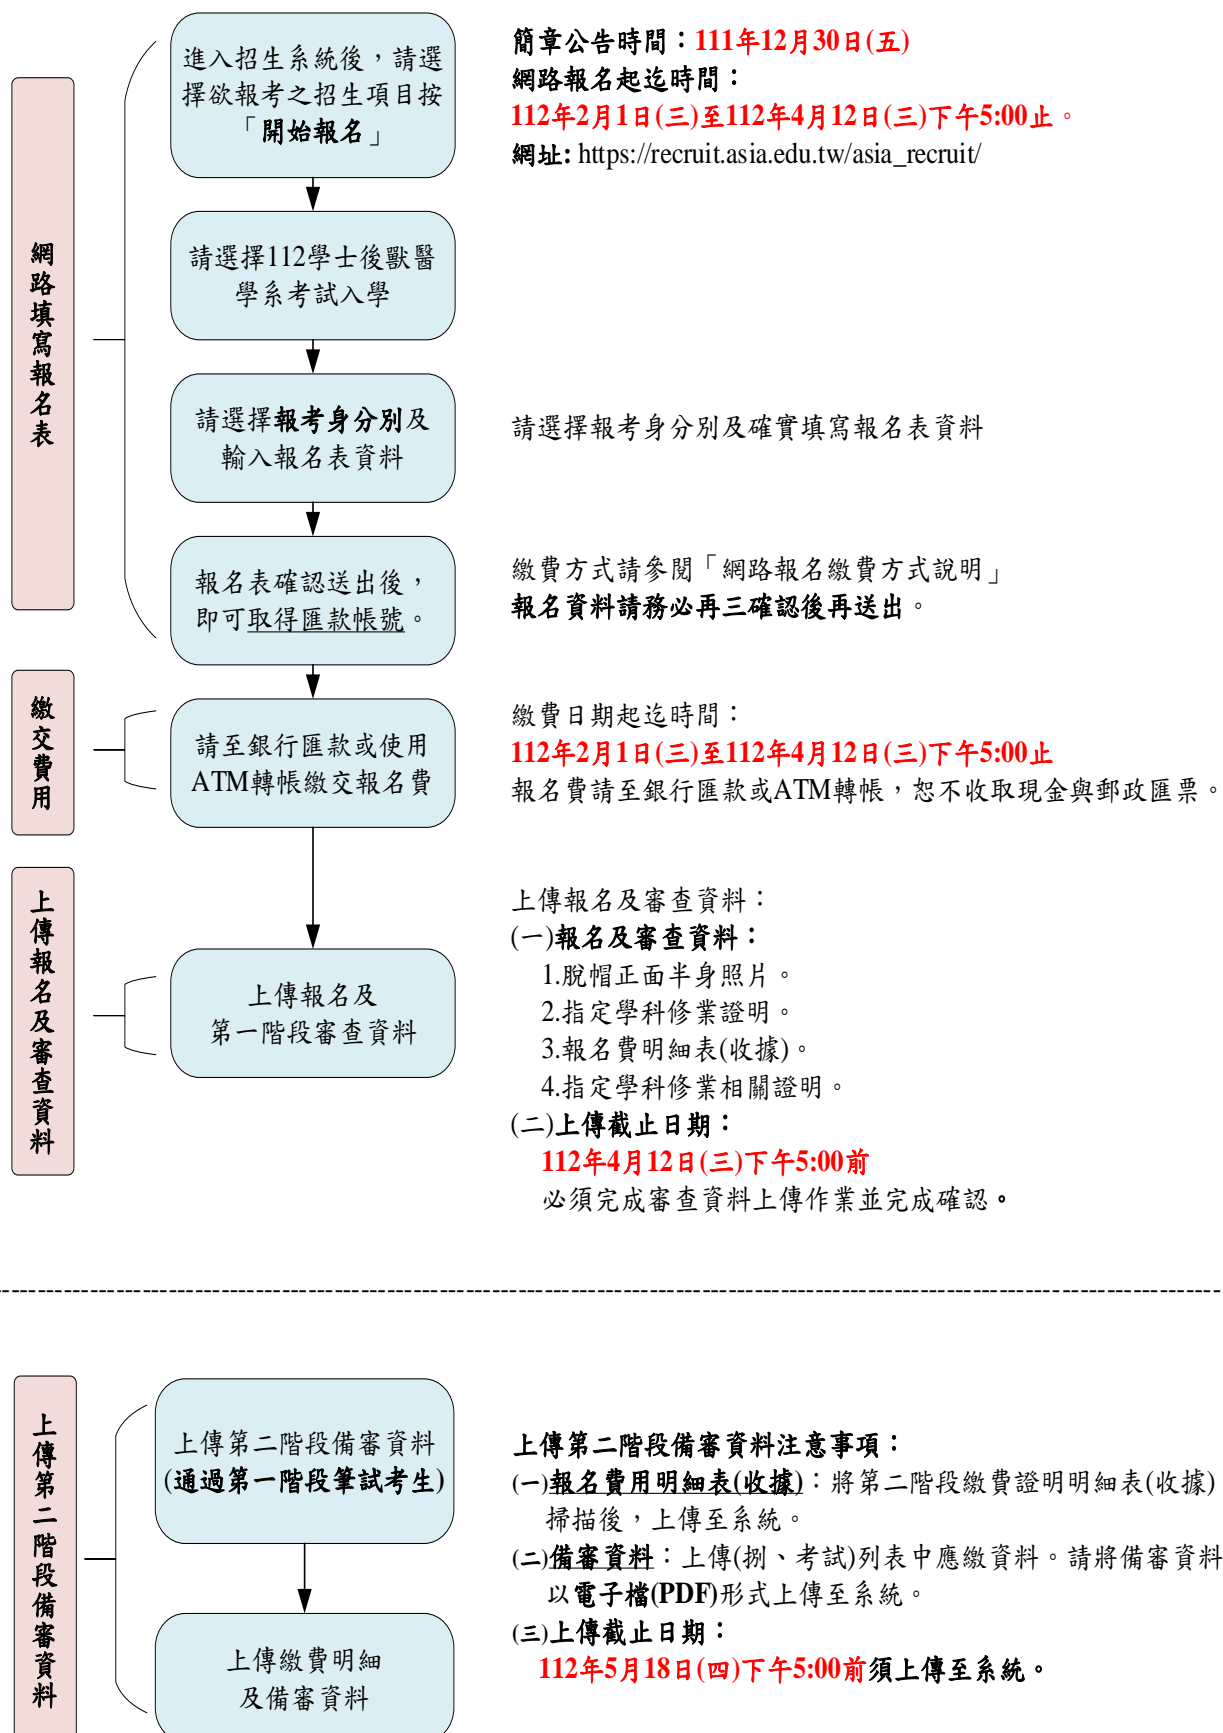 網路填寫報名表
進入招生系統後，請選
擇欲報考之招生項目按
「開始報名」
簡章公告時間：111年12月30日(五)
網路報名起迄時間：
112年2月1日(三)至112年4月12日(三)下午5:00止。
網址: https://recruit.asia.edu.tw/asia_recruit/
請選擇112學士後獸醫
學系考試入學
請選擇報考身分別及
輸入報名表資料
請選擇報考身分別及確實填寫報名表資料
報名表確認送出後，
即可取得匯款帳號。
繳費方式請參閱「網路報名繳費方式說明」
報名資料請務必再三確認後再送出。
繳交費用
請至銀行匯款或使用
ATM轉帳繳交報名費
繳費日期起迄時間：
112年2月1日(三)至112年4月12日(三)下午5:00止
報名費請至銀行匯款或ATM轉帳，恕不收取現金與郵政匯票。
上傳報名及審查資料
上傳報名及
第一階段審查資料
上傳報名及審查資料：
(一)報名及審查資料：
1.脫帽正面半身照片。
2.指定學科修業證明。
3.報名費明細表(收據)。
4.指定學科修業相關證明。
(二)上傳截止日期：
112年4月12日(三)下午5:00前
必須完成審查資料上傳作業並完成確認。
上傳第二階段備審資料
上傳第二階段備審資料
(通過第一階段筆試考生)
上傳繳費明細
及備審資料
上傳第二階段備審資料注意事項：
(一)報名費用明細表(收據)：將第二階段繳費證明明細表(收據)
掃描後，上傳至系統。
(二)備審資料：上傳(捌、考試)列表中應繳資料。請將備審資料
以電子檔(PDF)形式上傳至系統。
(三)上傳截止日期：
112年5月18日(四)下午5:00前須上傳至系統。